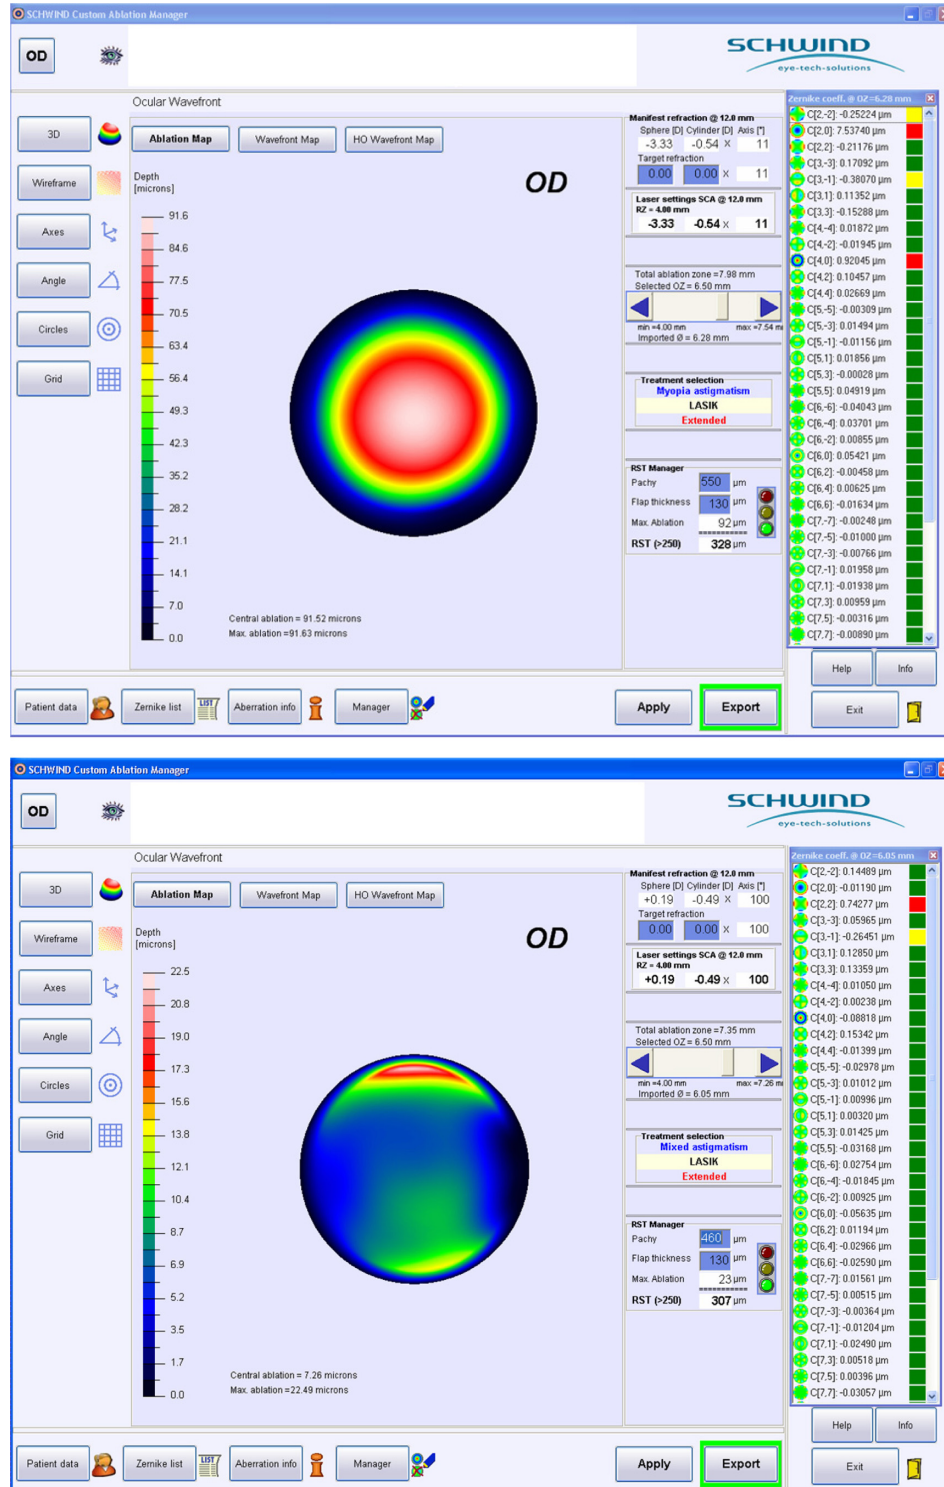 SCHWIND Custom Ablation Manager
OD
SCHWIND
eye-tech-solutions
Ocular Wavefront
3D
Wireframe
Axes
Angle
Circles
Grid
Ablation Map
Wavefront Map
HO Wavefront Map
Depth
[microns]
OD
91.6
84.6
77.5
70.5
63.4
56.4
49.3
42.3
35.2
28.2
21.1
14.1
7.0
0.0
Central ablation = 91.52 microns
Max. ablation =91.63 microns
Manifest refraction @ 12.0 mm
Sphere [D] Cylinder [D] Axis [°]
-3.33 -0.54 X 11
Target refraction
0.00 0.00 X 11
Laser settings SCA @ 12.0 mm
RZ = 4.00 mm
-3.33 -0.54 X 11
Total ablation zone =7.98 mm
Selected OZ = 6.50 mm
min =4.00 mm max =7.54 m
Imported Ø = 6.28 mm
Treatment selection
Myopia astigmatism
LASIK
Extended
RST Manager
Pachy 550 µm
Flap thickness 130 µm
Max. Ablation 92 µm
==========
RST (>250) 328 µm
Zernike coeff. @ OZ=6.28 mm
C[2,-2]: -0.25224 µm
C[2,0]: 7.53740 µm
C[2,2]: -0.21176 µm
C[3,-3]: 0.17092 µm
C[3,-1]: -0.38070 µm
C[3,1]: 0.11352 µm
C[3,3]: -0.15288 µm
C[4,-4]: 0.01872 µm
C[4,-2]: -0.01945 µm
C[4,0]: 0.92045 µm
C[4,2]: 0.10457 µm
C[4,4]: 0.02669 µm
C[5,-5]: -0.00309 µm
C[5,-3]: 0.01494 µm
C[5,-1]: -0.01156 µm
C[5,1]: 0.01856 µm
C[5,3]: -0.00028 µm
C[5,5]: 0.04919 µm
C[6,-6]: -0.04043 µm
C[6,-4]: 0.03701 µm
C[6,-2]: 0.00855 µm
C[6,0]: 0.05421 µm
C[6,2]: -0.00458 µm
C[6,4]: 0.00625 µm
C[6,6]: -0.01634 µm
C[7,-7]: -0.00248 µm
C[7,-5]: -0.01000 µm
C[7,-3]: -0.00766 µm
C[7,-1]: 0.01958 µm
C[7,1]: -0.01938 µm
C[7,3]: 0.00959 µm
C[7,5]: -0.00316 µm
C[7,7]: -0.00890 µm
Help
Info
Patient data
Zernike list
LIST
Aberration info
Manager
Apply
Export
Exit
SCHWIND Custom Ablation Manager
OD
SCHWIND
eye-tech-solutions
Ocular Wavefront
3D
Wireframe
Axes
Angle
Circles
Grid
Ablation Map
Wavefront Map
HO Wavefront Map
Depth
[microns]
OD
22.5
20.8
19.0
17.3
15.6
13.8
12.1
10.4
8.7
6.9
5.2
3.5
1.7
0.0
Central ablation = 7.26 microns
Max. ablation =22.49 microns
Manifest refraction @ 12.0 mm
Sphere [D] Cylinder [D] Axis [°]
+0.19 -0.49 X 100
Target refraction
0.00 0.00 X 100
Laser settings SCA @ 12.0 mm
RZ = 4.00 mm
+0.19 -0.49 X 100
Total ablation zone =7.35 mm
Selected OZ = 6.50 mm
min =4.00 mm max =7.26 m
Imported Ø = 6.05 mm
Treatment selection
Mixed astigmatism
LASIK
Extended
RST Manager
Pachy 460 µm
Flap thickness 130 µm
Max. Ablation 23 µm
==========
RST (>250) 307 µm
Zernike coeff. @ OZ=6.05 mm
C[2,-2]: 0.14489 µm
C[2,0]: -0.01190 µm
C[2,2]: 0.74277 µm
C[3,-3]: 0.05965 µm
C[3,-1]: -0.26451 µm
C[3,1]: 0.12850 µm
C[3,3]: 0.13359 µm
C[4,-4]: 0.01050 µm
C[4,-2]: 0.00238 µm
C[4,0]: -0.08818 µm
C[4,2]: 0.15342 µm
C[4,4]: -0.01399 µm
C[5,-5]: -0.02978 µm
C[5,-3]: 0.01012 µm
C[5,-1]: 0.00996 µm
C[5,1]: 0.00320 µm
C[5,3]: 0.01425 µm
C[5,5]: -0.03168 µm
C[6,-6]: 0.02754 µm
C[6,-4]: -0.01845 µm
C[6,-2]: 0.00925 µm
C[6,0]: -0.05635 µm
C[6,2]: 0.01194 µm
C[6,4]: -0.02966 µm
C[6,6]: -0.02590 µm
C[7,-7]: 0.01561 µm
C[7,-5]: 0.00515 µm
C[7,-3]: -0.00364 µm
C[7,-1]: -0.01204 µm
C[7,1]: -0.02490 µm
C[7,3]: 0.00518 µm
C[7,5]: 0.00396 µm
C[7,7]: -0.03057 µm
Help
Info
Patient data
Zernike list
LIST
Aberration info
Manager
Apply
Export
Exit